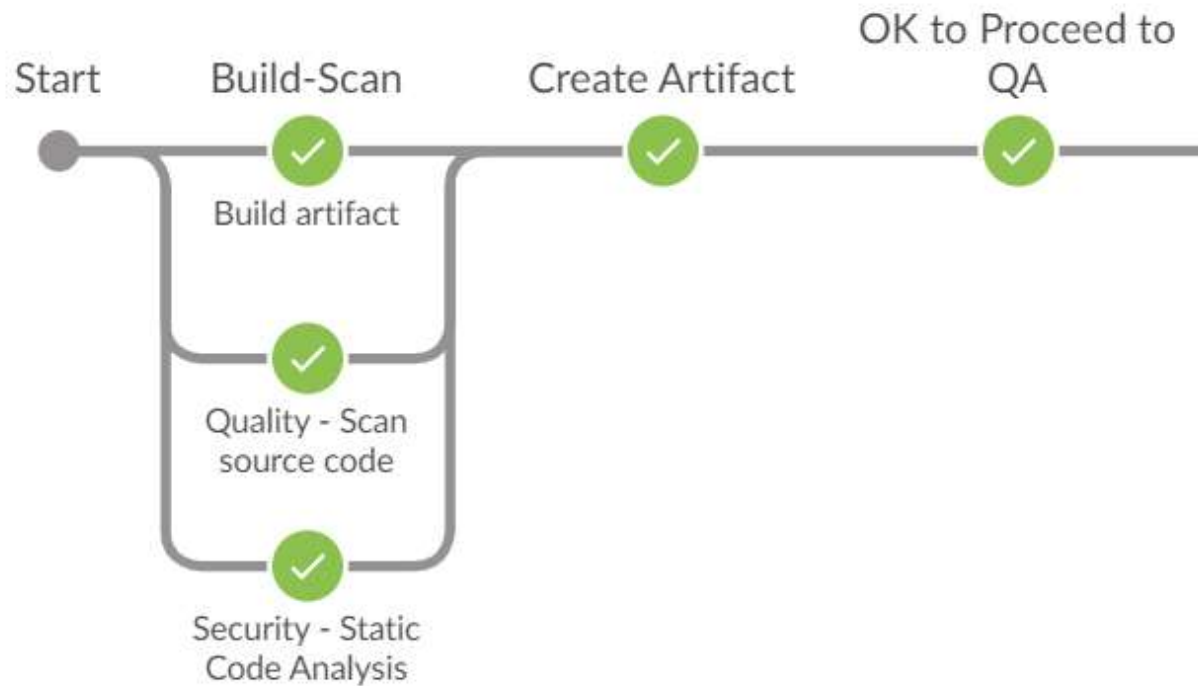 Start
Build-Scan
Create Artifact
OK to Proceed to
QA
Build artifact
Quality - Scan
source code
Security - Static
Code Analysis